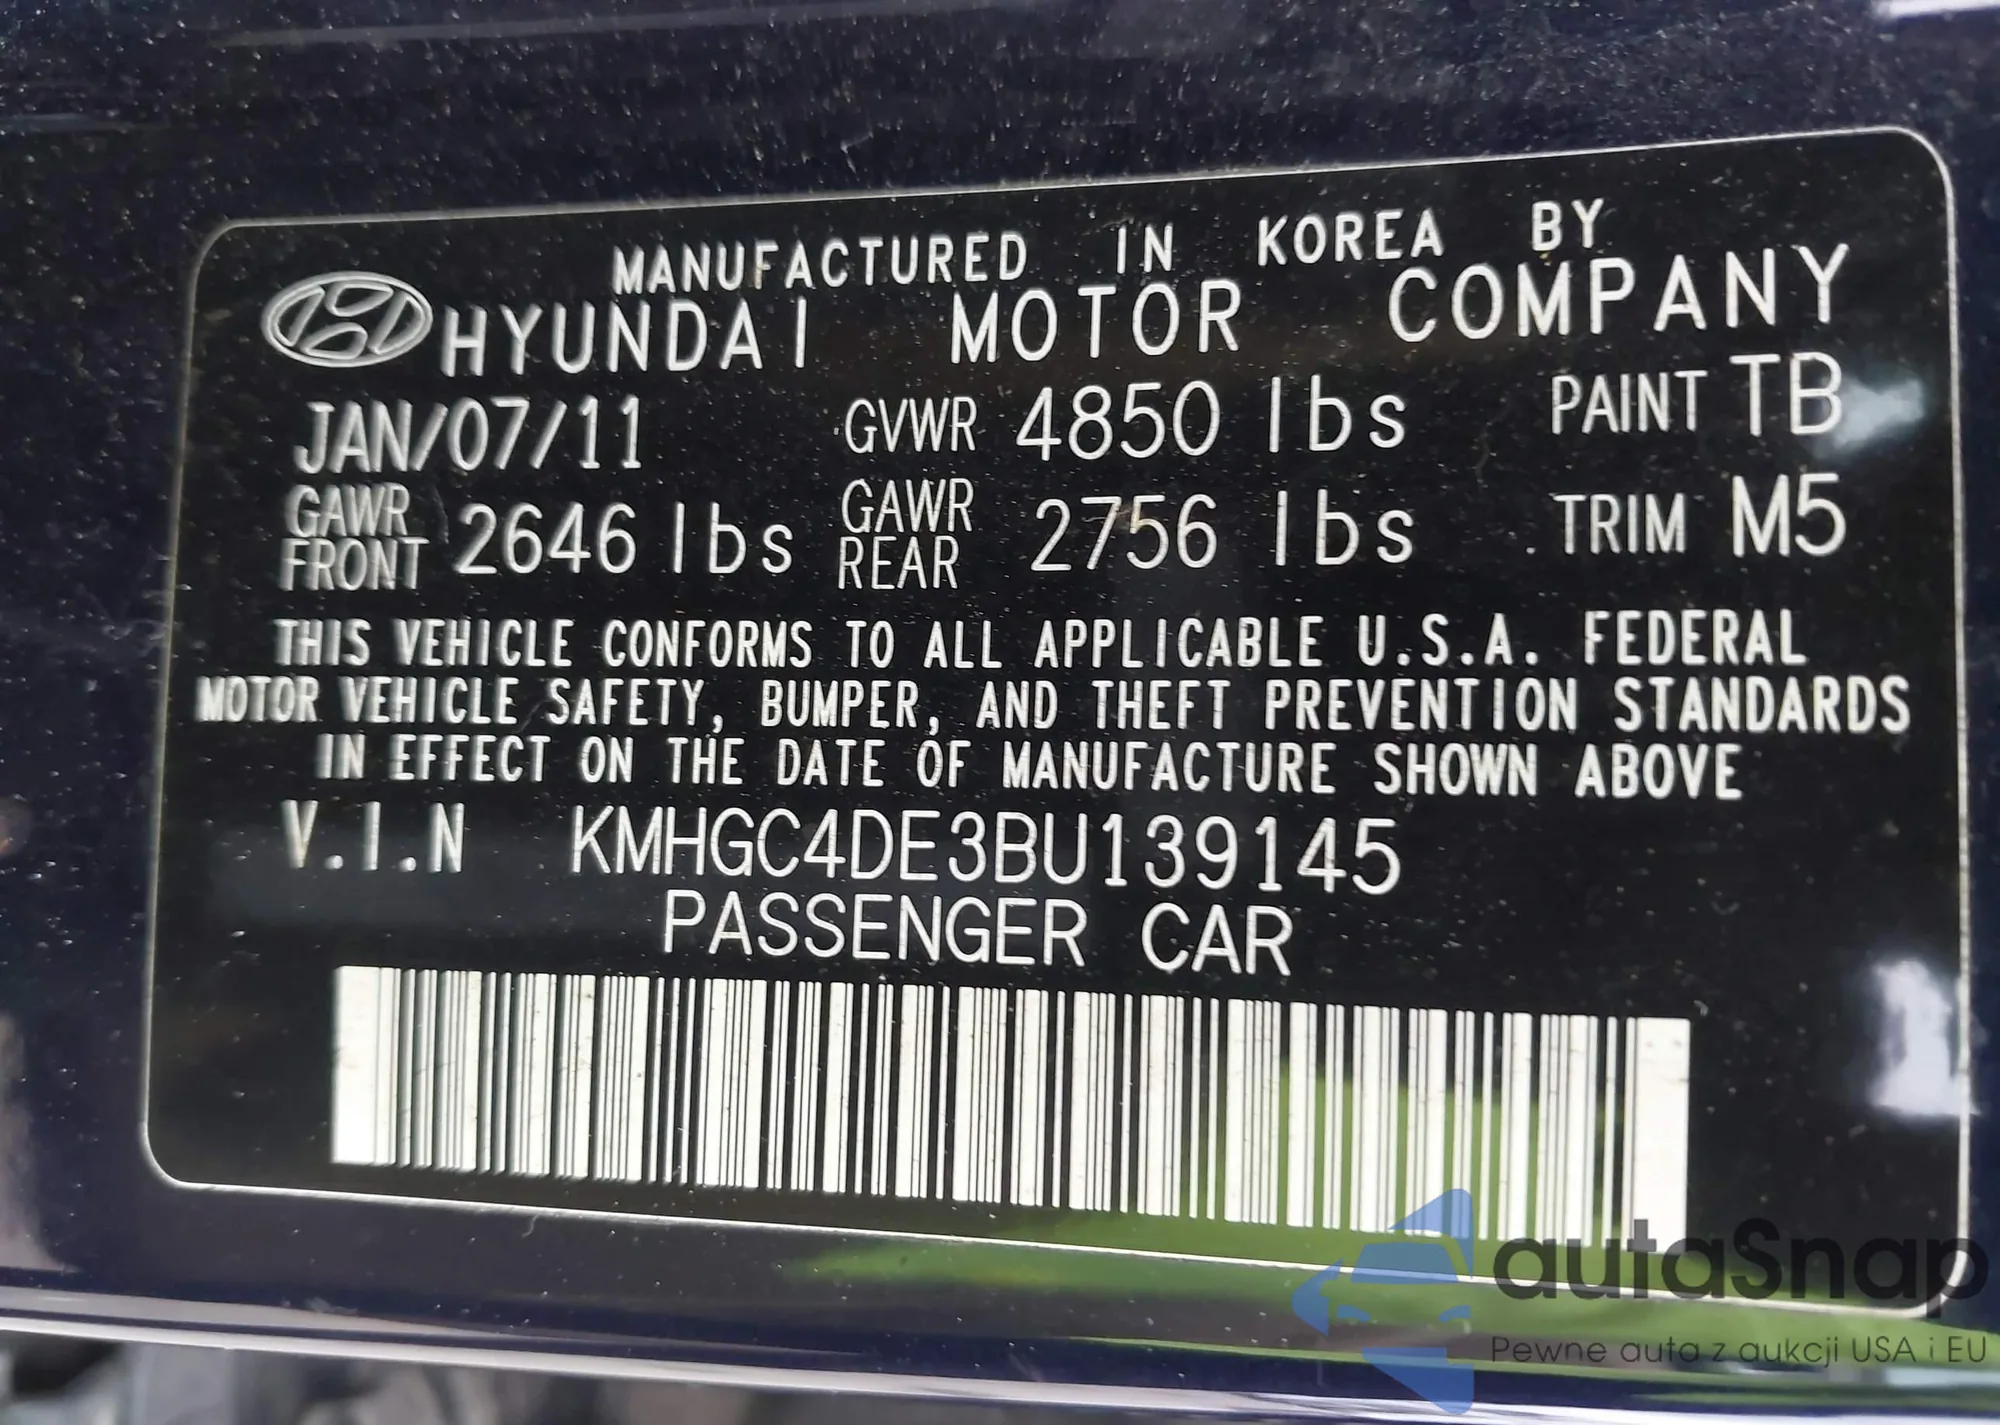 MANUFACTURED IN KOREA BY
HYUNDAI MOTOR COMPANY
JAN/07/11 GVWR 4850 lbs PAINT TB
GAWR FRONT 2646 lbs GAWR REAR 2756 lbs TRIM M5
THIS VEHICLE CONFORMS TO ALL APPLICABLE U.S.A. FEDERAL
MOTOR VEHICLE SAFETY, BUMPER, AND THEFT PREVENTION STANDARDS
IN EFFECT ON THE DATE OF MANUFACTURE SHOWN ABOVE
V.I.N KMHGC4DE3BU139145
PASSENGER CAR
autaSnap
Pewne auta z aukcji USA i EU